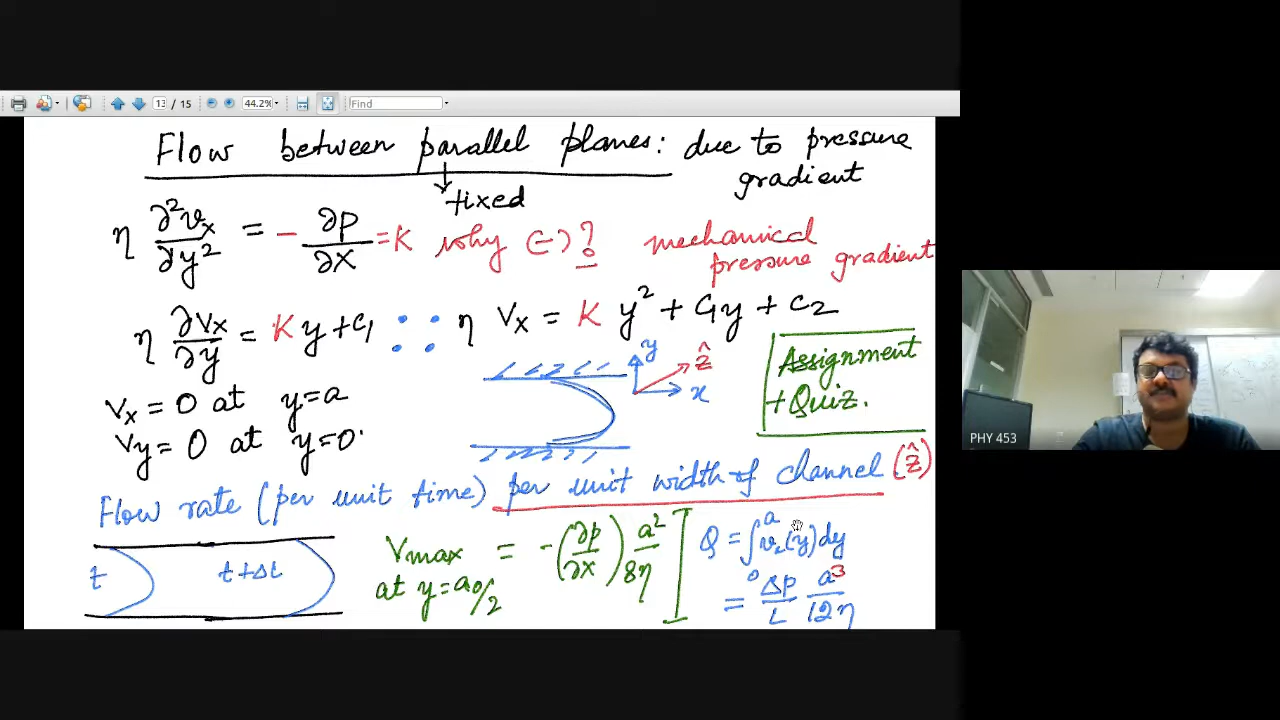 13 / 15 44.2% Find
Flow between parallel planes: due to pressure
gradient
fixed
η ∂²vx/∂y² = - ∂p/∂x = K why (-) ? mechanical
pressure gradient
η ∂vx/∂y = Ky + C1 ∴ η vx = K y² + C1y + C2
y ẑ x
Assignment
+ Quiz.
vx = 0 at y=a
vy = 0 at y=0.
PHY 453
Flow rate (per unit time) per unit width of channel (ẑ)
t t+Δt
vmax = -(∂p/∂x) a²/8η
at y=a/2
Q = ∫₀ᵃ vx(y)dy
= Δp/L a³/12η